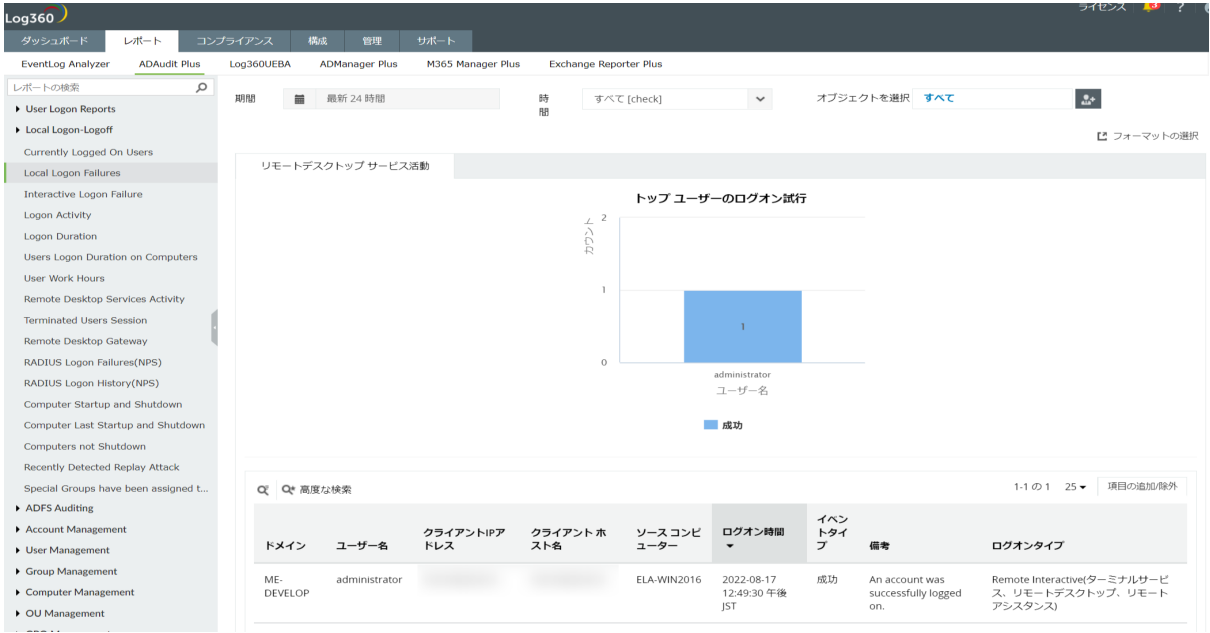 Log360
ライセンス 3 ?
ダッシュボード レポート コンプライアンス 構成 管理 サポート
EventLog Analyzer ADAudit Plus Log360UEBA ADManager Plus M365 Manager Plus Exchange Reporter Plus
レポートの検索
User Logon Reports
Local Logon-Logoff
Currently Logged On Users
Local Logon Failures
Interactive Logon Failure
Logon Activity
Logon Duration
Users Logon Duration on Computers
User Work Hours
Remote Desktop Services Activity
Terminated Users Session
Remote Desktop Gateway
RADIUS Logon Failures(NPS)
RADIUS Logon History(NPS)
Computer Startup and Shutdown
Computer Last Startup and Shutdown
Computers not Shutdown
Recently Detected Replay Attack
Special Groups have been assigned t...
ADFS Auditing
Account Management
User Management
Group Management
Computer Management
OU Management
期間 最新 24 時間
時間
すべて [check]
オブジェクトを選択 すべて
フォーマットの選択
リモートデスクトップ サービス活動
トップ ユーザーのログオン試行
カウント
2
1
0
1
administrator
ユーザー名
成功
高度な検索
1-1 の 1 25 項目の追加/除外
ドメイン
ユーザー名
クライアントIPア
ドレス
クライアント ホ
スト名
ソース コンピ
ューター
ログオン時間
イベン
トタイ
プ
備考
ログオンタイプ
ME-
DEVELOP
administrator
ELA-WIN2016
2022-08-17
12:49:30 午後
JST
成功
An account was
successfully logged
on.
Remote Interactive(ターミナルサービ
ス、リモートデスクトップ、リモート
アシスタンス)